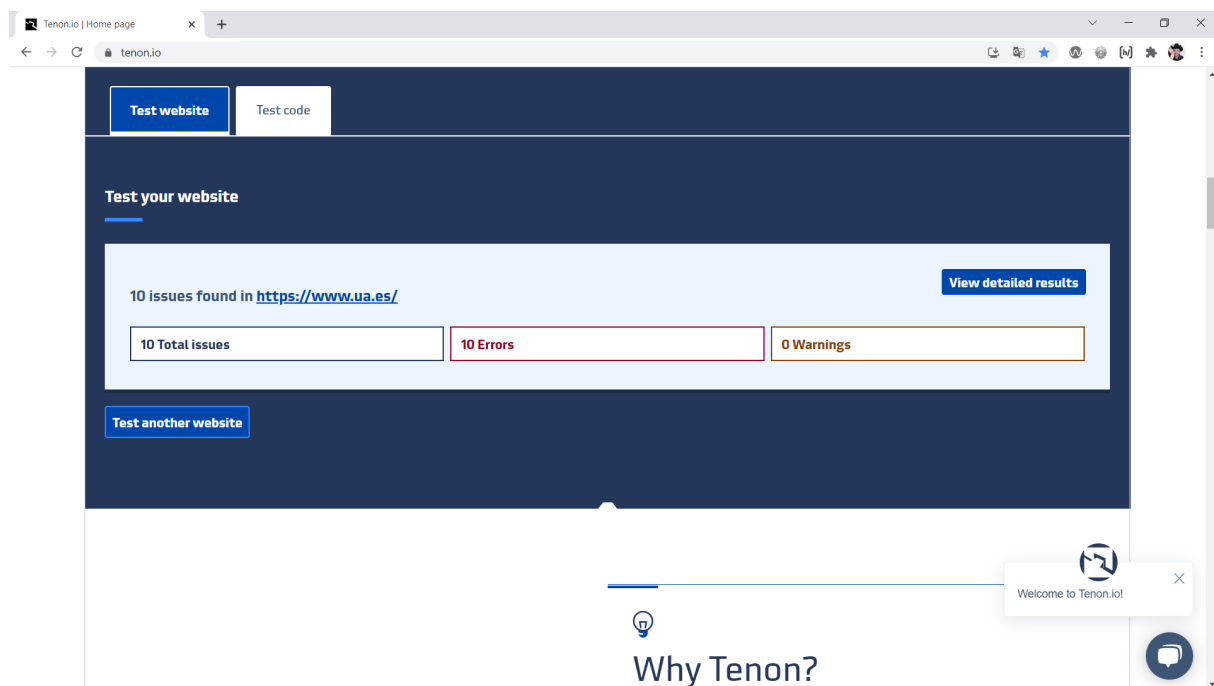 Tenon.io | Home page
tenon.io
Test website
Test code
Test your website
10 issues found in https://www.ua.es/
View detailed results
10 Total issues
10 Errors
0 Warnings
Test another website
Welcome to Tenon.io!
Why Tenon?